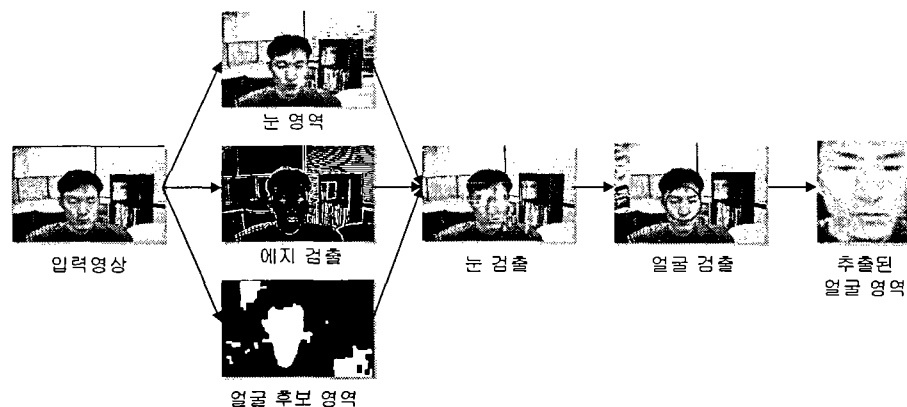 눈 영역
입력영상
에지 검출
눈 검출
얼굴 검출
추출된
얼굴 영역
얼굴 후보 영역